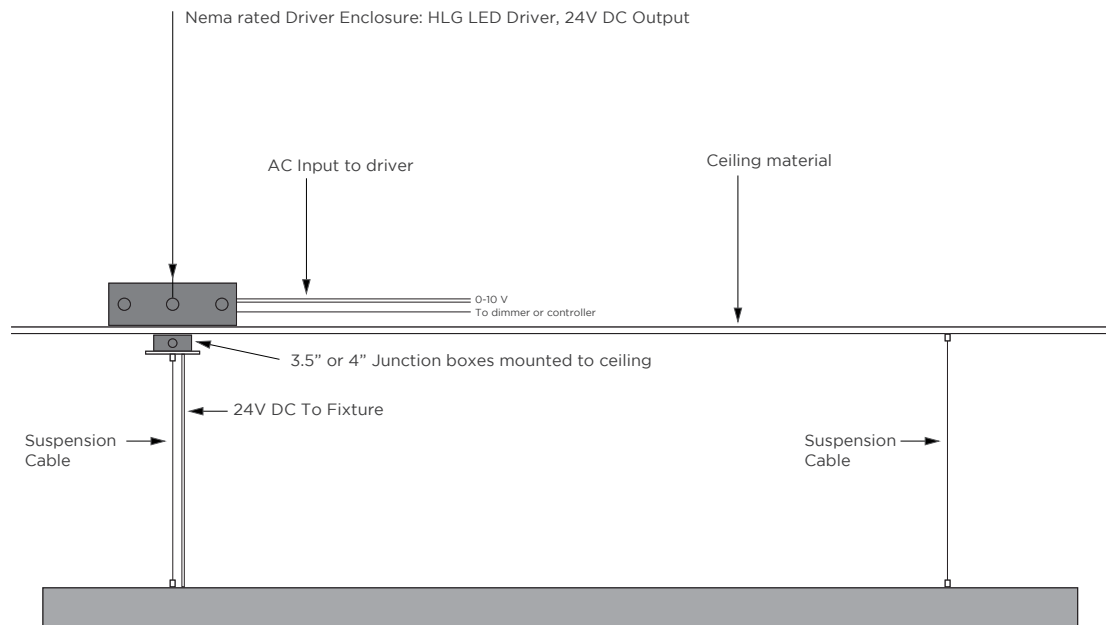 Nema rated Driver Enclosure: HLG LED Driver, 24V DC Output
AC Input to driver
Ceiling material
0-10 V
To dimmer or controller
3.5” or 4” Junction boxes mounted to ceiling
24V DC To Fixture
Suspension
Cable
Suspension
Cable